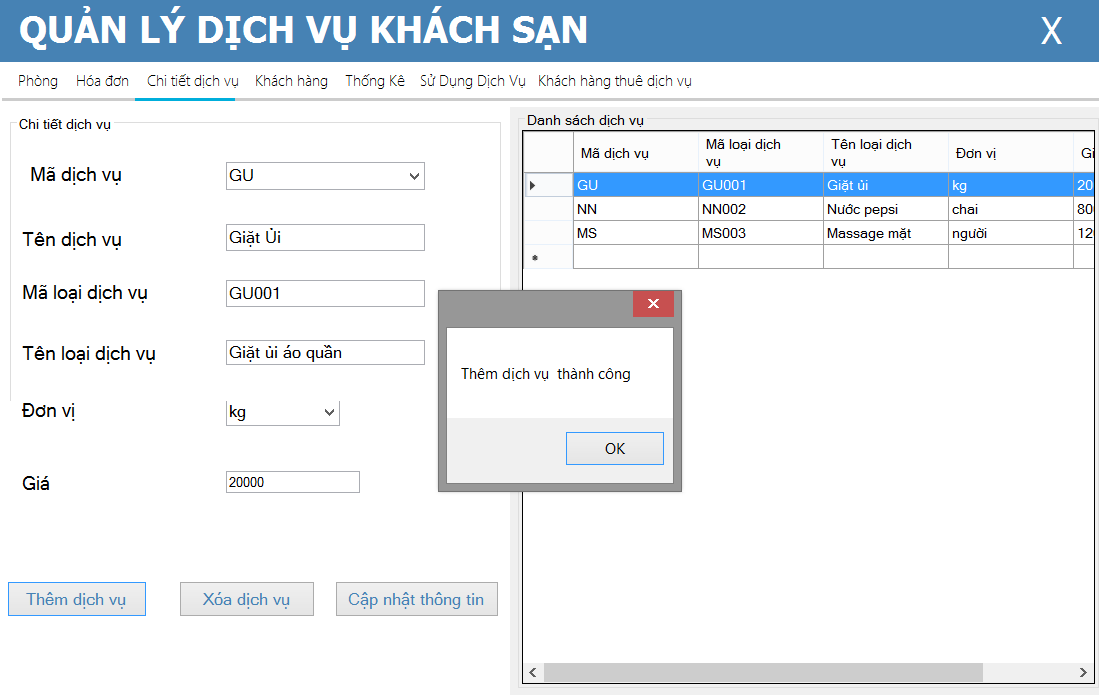 QUẢN LÝ DỊCH VỤ KHÁCH SẠN
X
Phòng Hóa đơn Chi tiết dịch vụ Khách hàng Thống Kê Sử Dụng Dịch Vụ Khách hàng thuê dịch vụ
Chi tiết dịch vụ
Mã dịch vụ GU
Tên dịch vụ Giặt Ủi
Mã loại dịch vụ GU001
Tên loại dịch vụ Giặt ủi áo quần
Đơn vị kg
Giá 20000
Thêm dịch vụ Xóa dịch vụ Cập nhật thông tin
Danh sách dịch vụ
Mã dịch vụ Mã loại dịch vụ Tên loại dịch vụ Đơn vị
GU GU001 Giặt ủi kg 20
NN NN002 Nước pepsi chai 80
MS MS003 Massage mặt người 12
Thêm dịch vụ thành công
OK